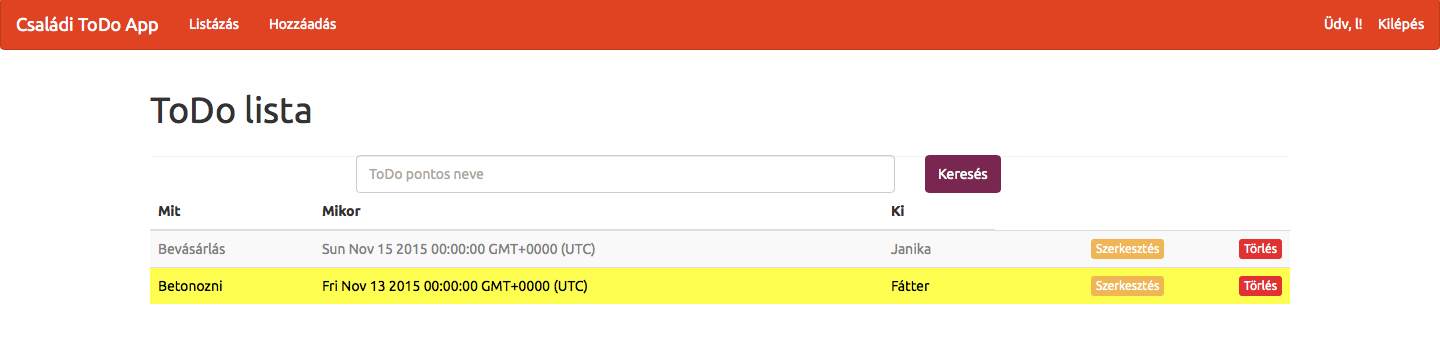 Családi ToDo App Listázás Hozzáadás Üdv, l! Kilépés
ToDo lista
ToDo pontos neve Keresés
Mit Mikor Ki
Bevásárlás Sun Nov 15 2015 00:00:00 GMT+0000 (UTC) Janika Szerkesztés Törlés
Betonozni Fri Nov 13 2015 00:00:00 GMT+0000 (UTC) Fátter Szerkesztés Törlés